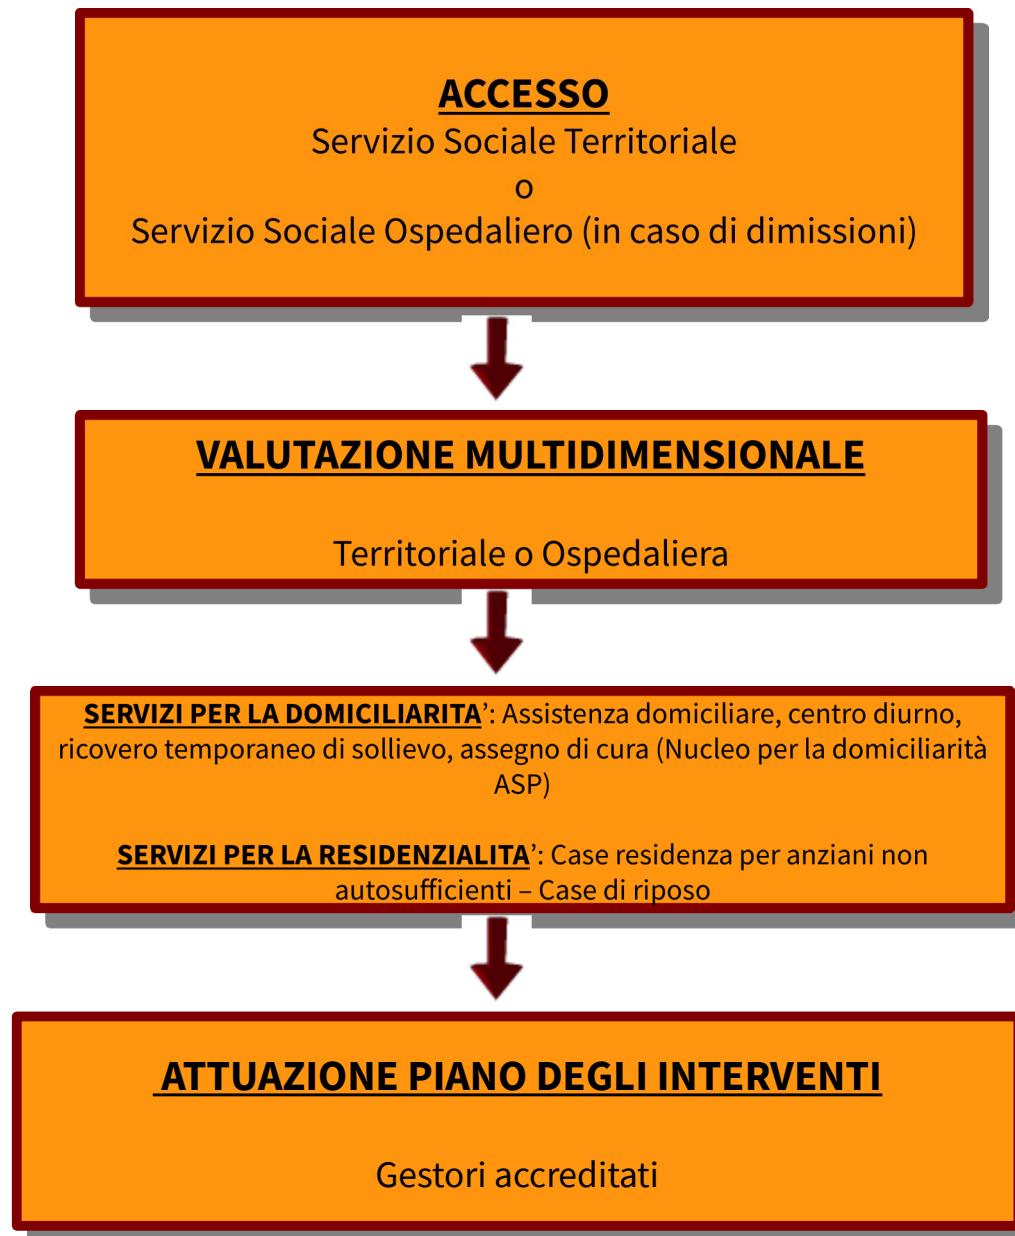 ACCESSO
Servizio Sociale Territoriale
o
Servizio Sociale Ospedaliero (in caso di dimissioni)
VALUTAZIONE MULTIDIMENSIONALE
Territoriale o Ospedaliera
SERVIZI PER LA DOMICILIARITA’: Assistenza domiciliare, centro diurno,
ricovero temporaneo di sollievo, assegno di cura (Nucleo per la domiciliarità
ASP)
SERVIZI PER LA RESIDENZIALITA’: Case residenza per anziani non
autosufficienti – Case di riposo
ATTUAZIONE PIANO DEGLI INTERVENTI
Gestori accreditati